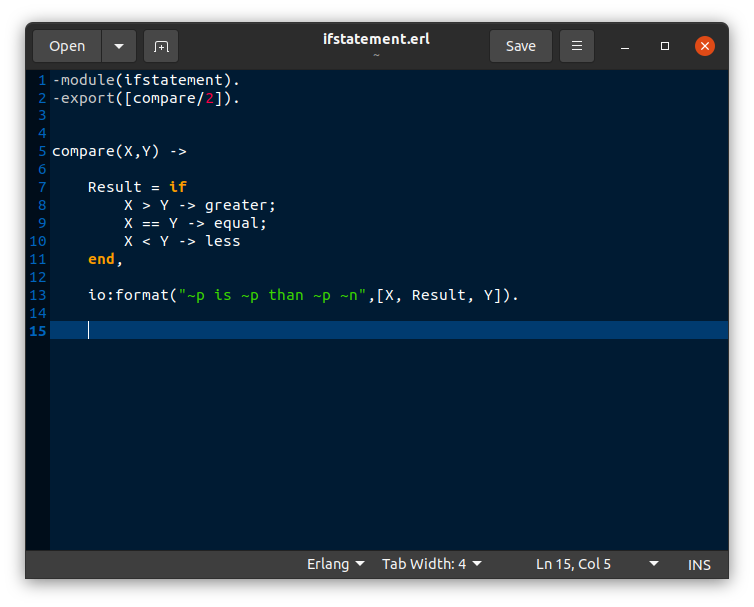 Open
ifstatement.erl
~
Save
1 -module(ifstatement).
2 -export([compare/2]).
3
4
5 compare(X,Y) ->
6
7     Result = if
8         X > Y -> greater;
9         X == Y -> equal;
10         X < Y -> less
11     end,
12
13     io:format("~p is ~p than ~p ~n",[X, Result, Y]).
14
15
Erlang Tab Width: 4 Ln 15, Col 5 INS